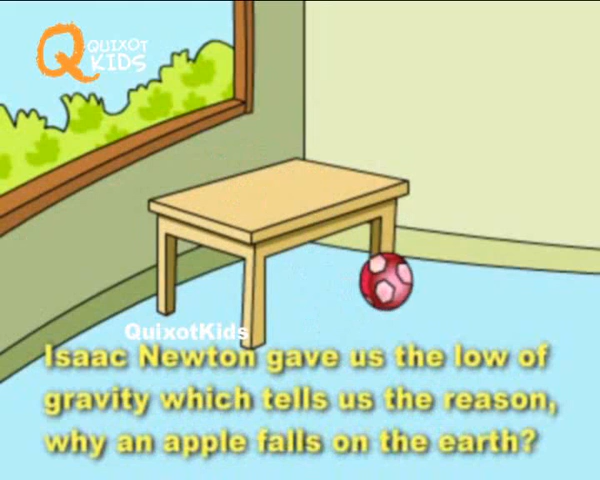 QUIXOT
KIDS
QuixotKids
Isaac Newton gave us the low of
gravity which tells us the reason,
why an apple falls on the earth?